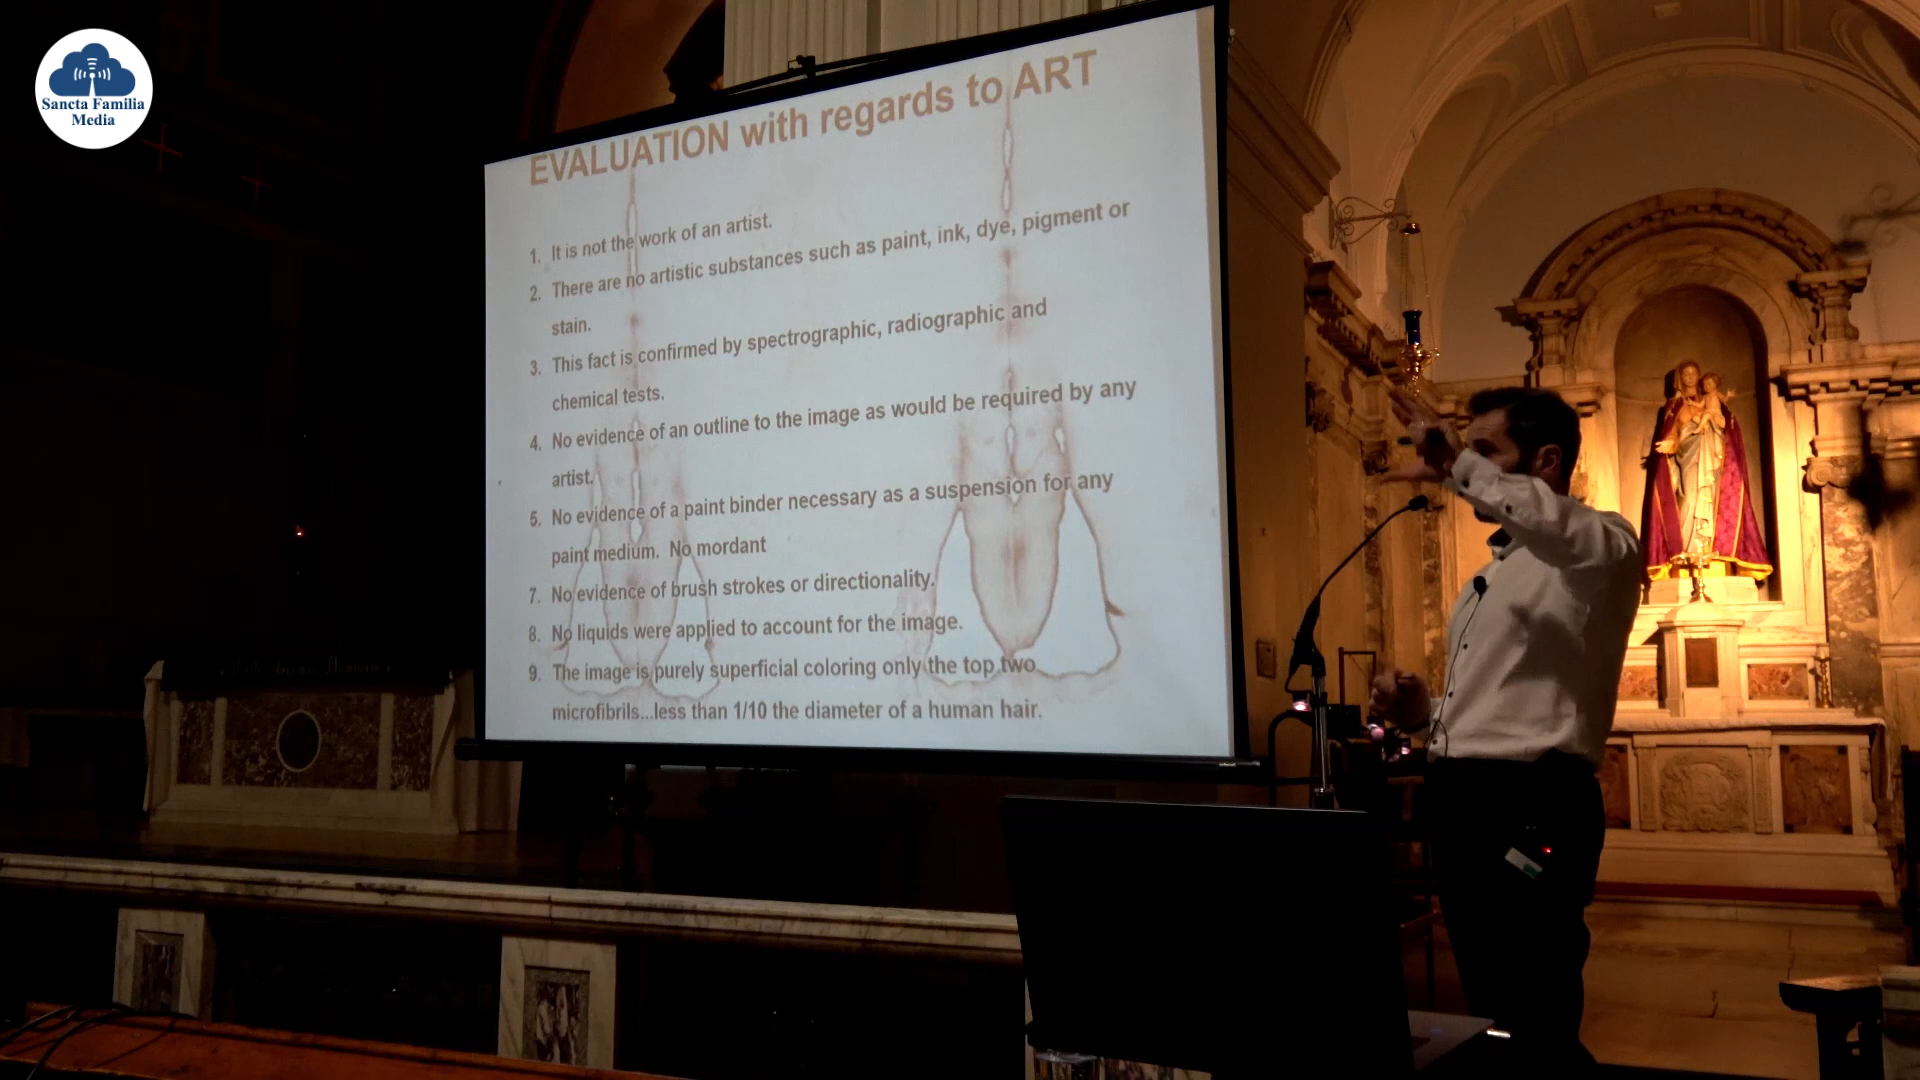 Sancta Familia
Media
EVALUATION with regards to ART
1. It is not the work of an artist.
2. There are no artistic substances such as paint, ink, dye, pigment or
stain.
3. This fact is confirmed by spectrographic, radiographic and
chemical tests.
4. No evidence of an outline to the image as would be required by any
artist.
5. No evidence of a paint binder necessary as a suspension for any
paint medium. No mordant
7. No evidence of brush strokes or directionality.
8. No liquids were applied to account for the image.
9. The image is purely superficial coloring only the top two
microfibrils...less than 1/10 the diameter of a human hair.